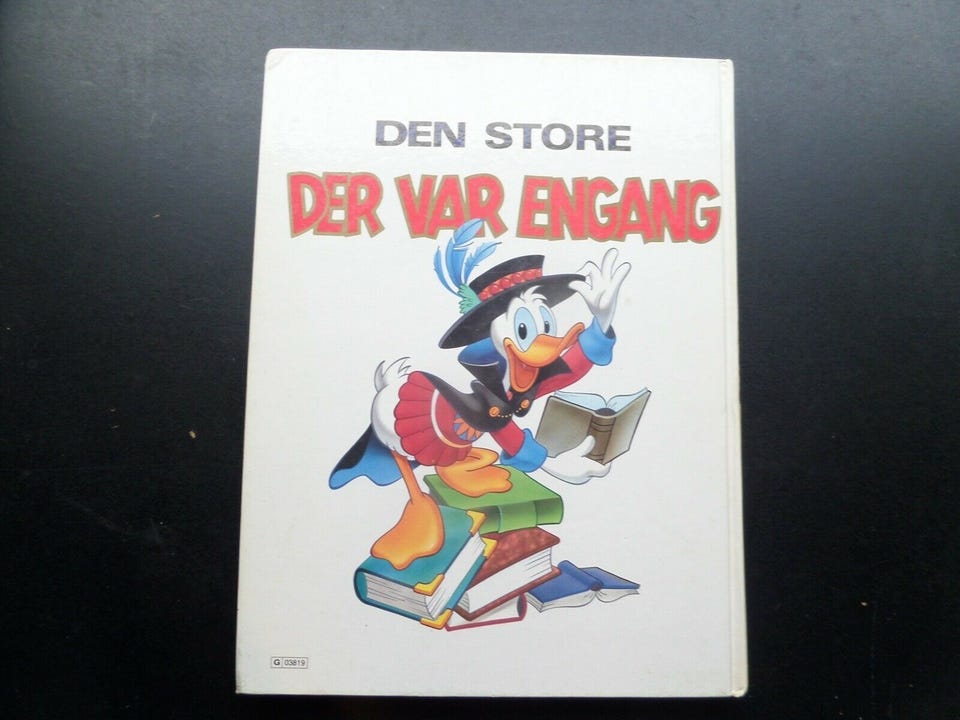 DEN STORE
DER VAR ENGANG
G 03819